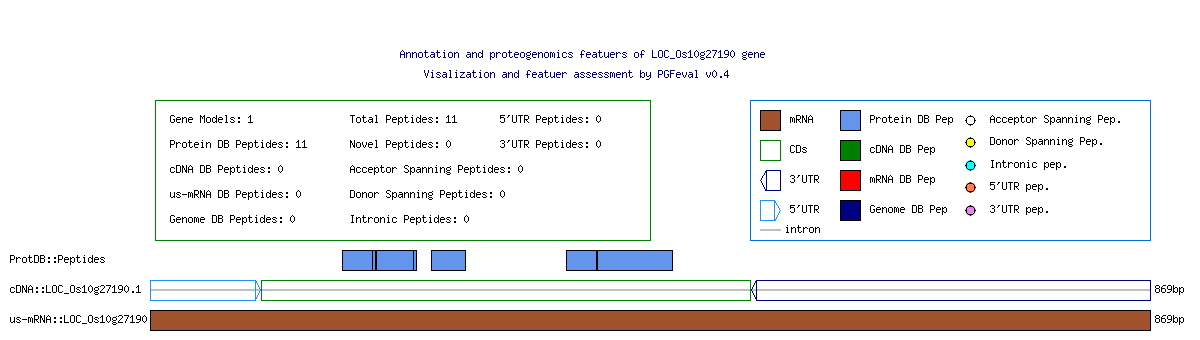 Annotation and proteogenomics featuers of LOC_Os10g27190 gene
Visalization and featuer assessment by PGFeval v0.4
Gene Models: 1
Total Peptides: 11
5'UTR Peptides: 0
Protein DB Peptides: 11
Novel Peptides: 0
3'UTR Peptides: 0
cDNA DB Peptides: 0
Acceptor Spanning Peptides: 0
us-mRNA DB Peptides: 0
Donor Spanning Peptides: 0
Genome DB Peptides: 0
Intronic Peptides: 0
mRNA
Protein DB Pep
Acceptor Spanning Pep.
CDs
cDNA DB Pep
Donor Spanning Pep.
3'UTR
mRNA DB Pep
Intronic pep.
5'UTR
Genome DB Pep
5'UTR pep.
3'UTR pep.
intron
ProtDB::Peptides
cDNA::LOC_Os10g27190.1
869bp
us-mRNA::LOC_Os10g27190
869bp